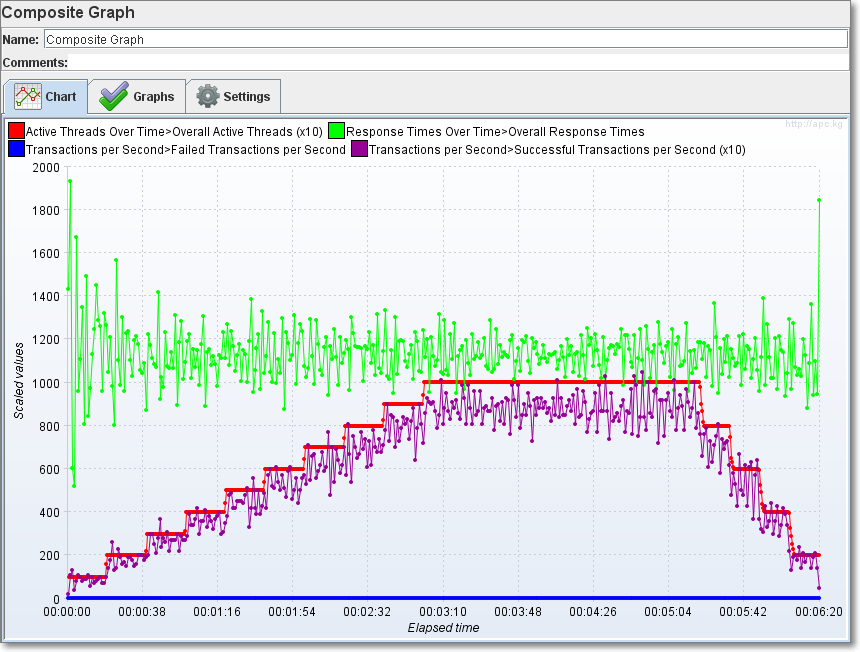 Composite Graph
Name: Composite Graph
Comments:
Chart Graphs Settings
http://apc.kg
Active Threads Over Time>Overall Active Threads (x10) Response Times Over Time>Overall Response Times
Transactions per Second>Failed Transactions per Second Transactions per Second>Successful Transactions per Second (x10)
2000
1800
1600
1400
1200
1000
800
600
400
200
0
Scaled values
00:00:00 00:00:38 00:01:16 00:01:54 00:02:32 00:03:10 00:03:48 00:04:26 00:05:04 00:05:42 00:06:20
Elapsed time